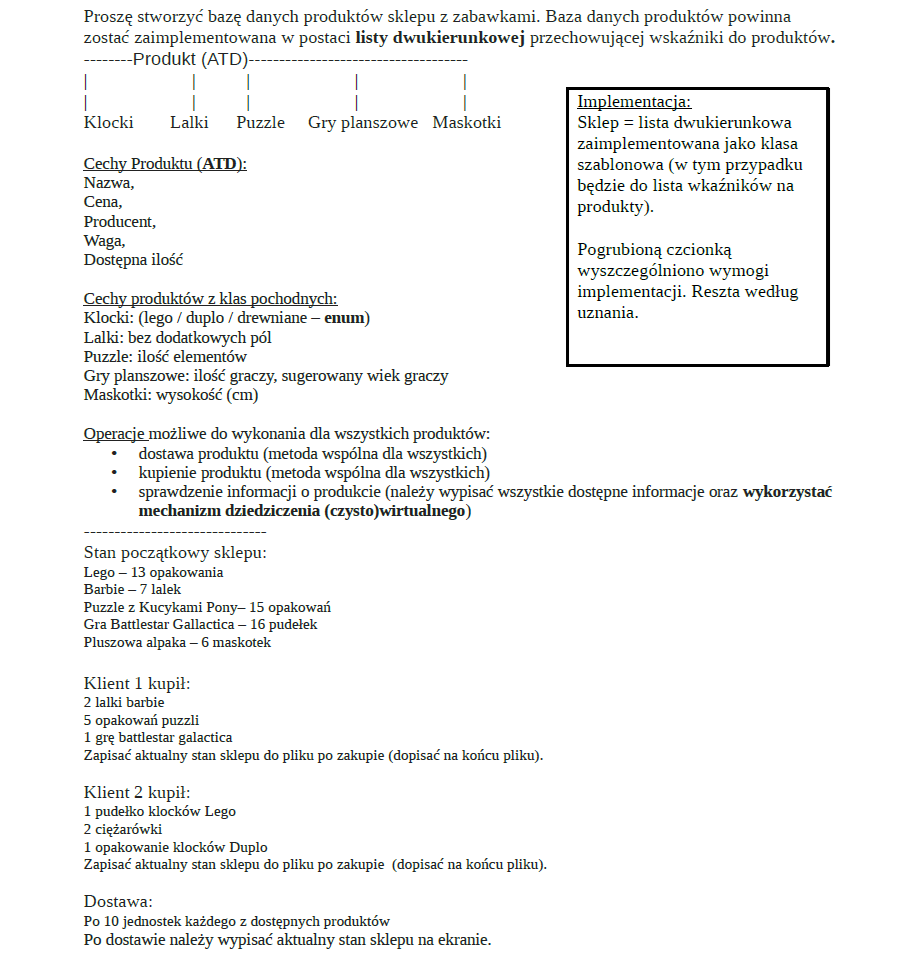 Proszę stworzyć bazę danych produktów sklepu z zabawkami. Baza danych produktów powinna
zostać zaimplementowana w postaci listy dwukierunkowej przechowującej wskaźniki do produktów.
--------Produkt (ATD)------------------------------------
| | | | |
| | | | |
Klocki Lalki Puzzle Gry planszowe Maskotki
Cechy Produktu (ATD):
Nazwa,
Cena,
Producent,
Waga,
Dostępna ilość
Cechy produktów z klas pochodnych:
Klocki: (lego / duplo / drewniane – enum)
Lalki: bez dodatkowych pól
Puzzle: ilość elementów
Gry planszowe: ilość graczy, sugerowany wiek graczy
Maskotki: wysokość (cm)
Implementacja:
Sklep = lista dwukierunkowa
zaimplementowana jako klasa
szablonowa (w tym przypadku
będzie do lista wkaźników na
produkty).
Pogrubioną czcionką
wyszczególniono wymogi
implementacji. Reszta według
uznania.
Operacje możliwe do wykonania dla wszystkich produktów:
• dostawa produktu (metoda wspólna dla wszystkich)
• kupienie produktu (metoda wspólna dla wszystkich)
• sprawdzenie informacji o produkcie (należy wypisać wszystkie dostępne informacje oraz wykorzystać
mechanizm dziedziczenia (czysto)wirtualnego)
------------------------------
Stan początkowy sklepu:
Lego – 13 opakowania
Barbie – 7 lalek
Puzzle z Kucykami Pony– 15 opakowań
Gra Battlestar Gallactica – 16 pudełek
Pluszowa alpaka – 6 maskotek
Klient 1 kupił:
2 lalki barbie
5 opakowań puzzli
1 grę battlestar galactica
Zapisać aktualny stan sklepu do pliku po zakupie (dopisać na końcu pliku).
Klient 2 kupił:
1 pudełko klocków Lego
2 ciężarówki
1 opakowanie klocków Duplo
Zapisać aktualny stan sklepu do pliku po zakupie (dopisać na końcu pliku).
Dostawa:
Po 10 jednostek każdego z dostępnych produktów
Po dostawie należy wypisać aktualny stan sklepu na ekranie.